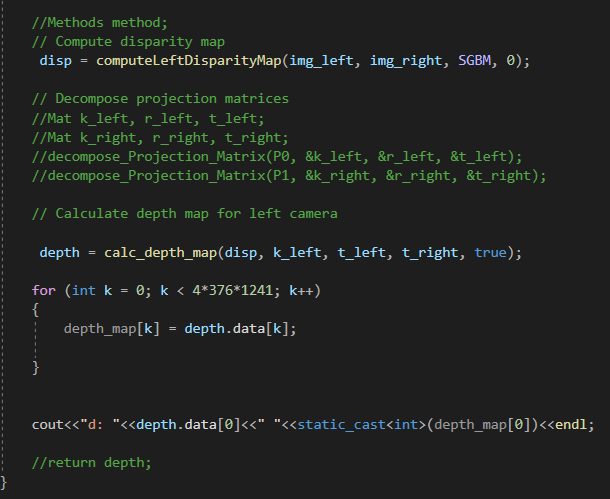 //Methods method;
// Compute disparity map
disp = computeLeftDisparityMap(img_left, img_right, SGBM, 0);
// Decompose projection matrices
//Mat k_left, r_left, t_left;
//Mat k_right, r_right, t_right;
//decompose_Projection_Matrix(P0, &k_left, &r_left, &t_left);
//decompose_Projection_Matrix(P1, &k_right, &r_right, &t_right);
// Calculate depth map for left camera
depth = calc_depth_map(disp, k_left, t_left, t_right, true);
for (int k = 0; k < 4*376*1241; k++)
{
depth_map[k] = depth.data[k];
}
cout<<"d: "<<depth.data[0]<<" "<<static_cast<int>(depth_map[0])<<endl;
//return depth;
}